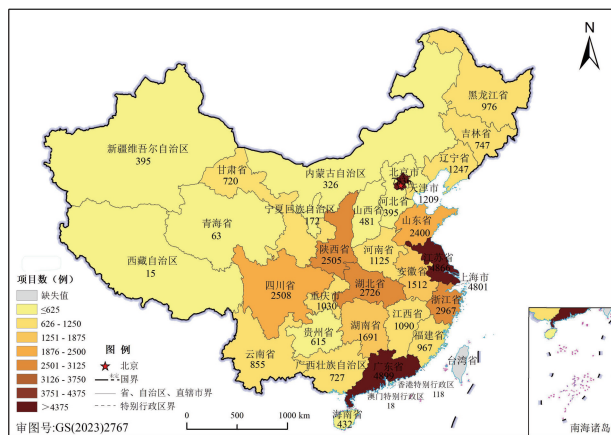 N
黑龙江省
976
吉林省
747
辽宁省
1247
新疆维吾尔自治区
395
甘肃省
720
内蒙古自治区
326
北京市
天津市
1209
宁夏回族自治区
172
山西省
481
河北省
395
山东省
2400
青海省
63
陕西省
2505
河南省
1125
江苏省
安徽省
1512
上海市
4801
西藏自治区
15
四川省
2508
重庆市
1030
湖北省
2726
浙江省
2967
贵州省
615
湖南省
1691
江西省
1090
福建省
967
云南省
855
广西壮族自治区
727
广东省
台湾省
香港特别行政区
118
澳门特别行政区
18
海南省
432
项目数（例）
缺失值
≤625
626 - 1250
1251 - 1875
1876 - 2500
2501 - 3125
3126 - 3750
3751 - 4375
>4375
图 例
北京
国界
省、自治区、直辖市界
特别行政区界
0
500
1000 km
审图号:GS(2023)2767
南海诸岛